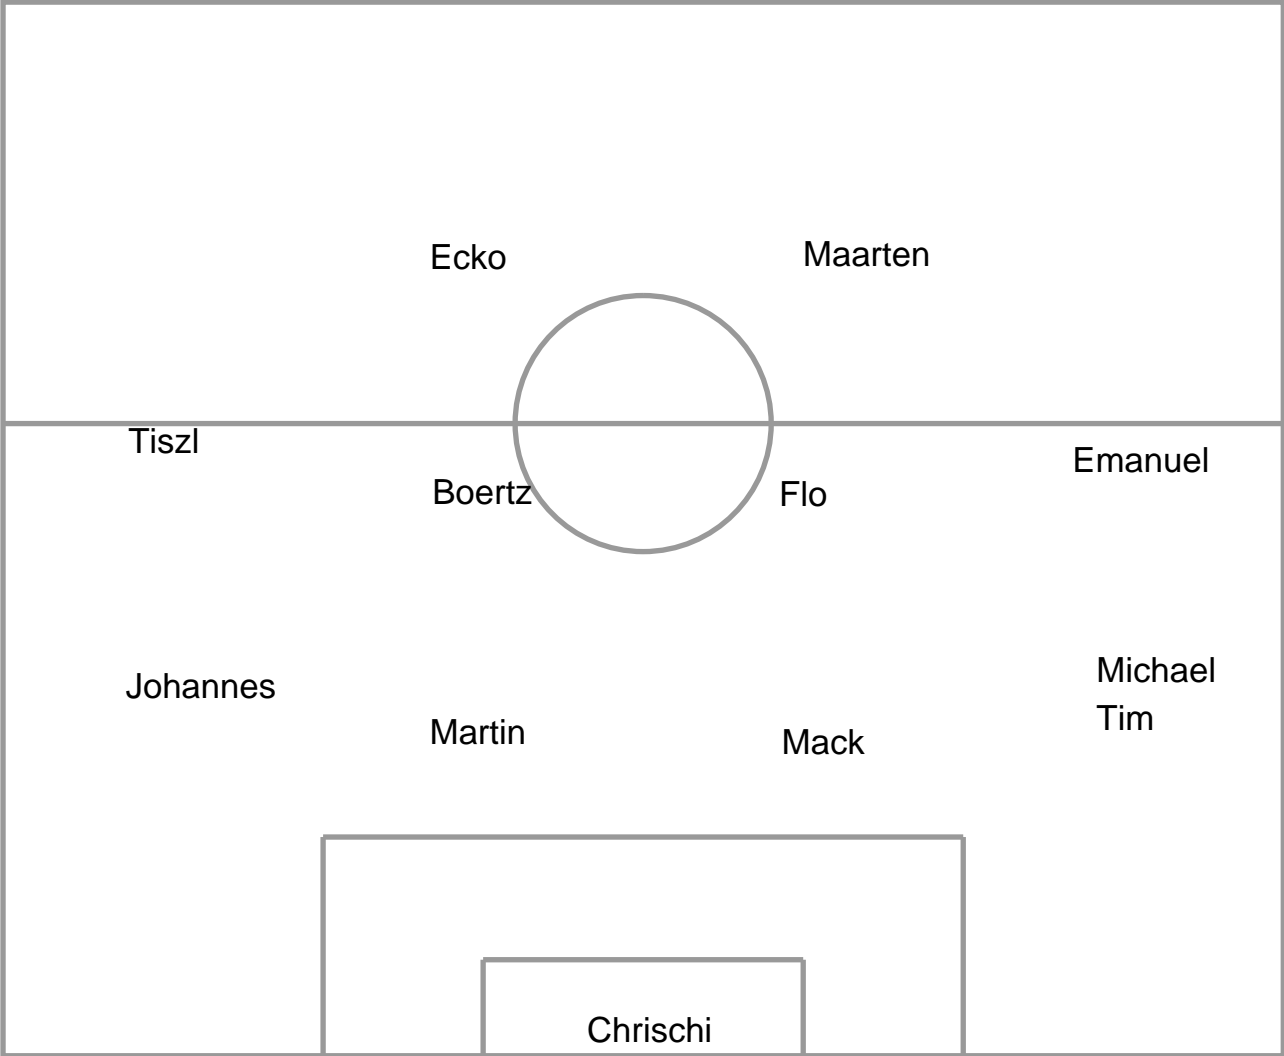 Ecko
Maarten
Tiszl
Emanuel
Boertz
Flo
Johannes
Michael
Tim
Martin
Mack
Chrischi